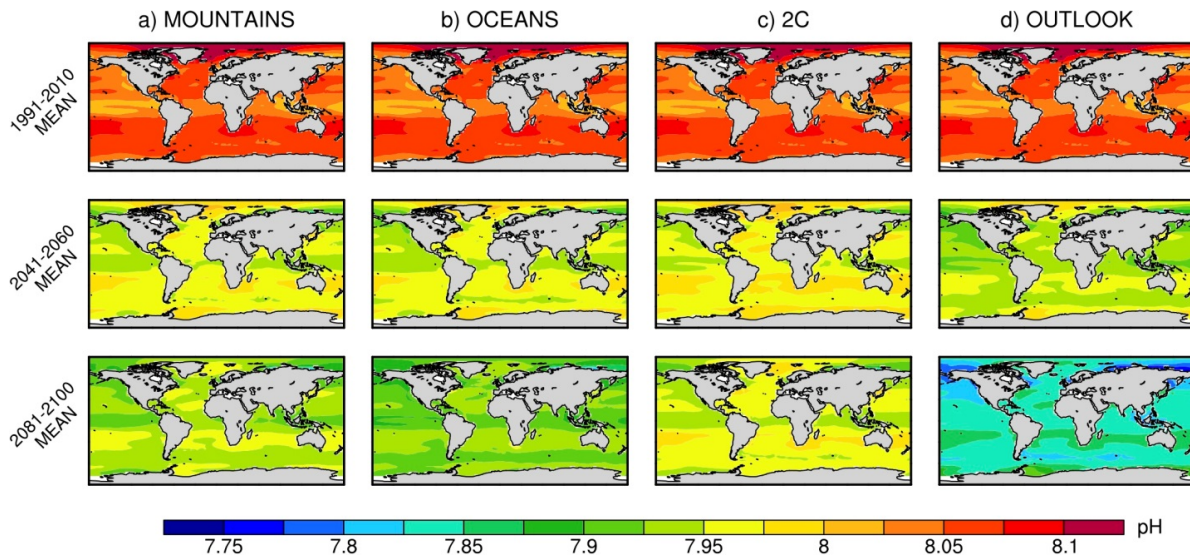 a) MOUNTAINS
b) OCEANS
c) 2C
d) OUTLOOK
1991-2010
MEAN
2041-2060
MEAN
2081-2100
MEAN
pH
7.75 7.8 7.85 7.9 7.95 8 8.05 8.1